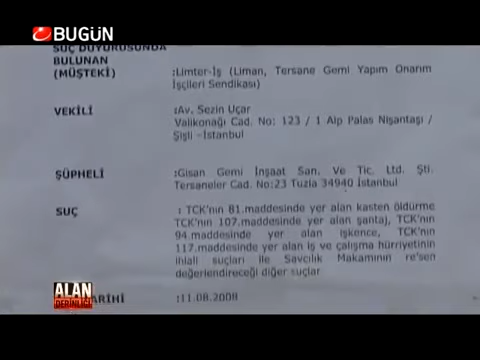 BUGÜN
SUÇ DUYURUSUNDA
BULUNAN
(MÜŞTEKİ) :Limter-İş (Liman, Tersane Gemi Yapım Onarım
İşçileri Sendikası)
VEKİLİ :Av. Sezin Uçar
Valikonağı Cad. No: 123 / 1 Alp Palas Nişantaşı /
Şişli –İstanbul
ŞÜPHELİ :Gisan Gemi İnşaat San. Ve Tic. Ltd. Şti.
Tersaneler Cad. No:23 Tuzla 34940 İstanbul
SUÇ : TCK'nın 81.maddesinde yer alan kasten öldürme
TCK'nın 107.maddesinde yer alan şantaj, TCK'nın
94.maddesinde yer alan işkence, TCK'nın
117.maddesinde yer alan iş ve çalışma hürriyetinin
ihlali suçları ile Savcılık Makamının re'sen
değerlendireceği diğer suçlar
TARİHİ :11.08.2008
ALAN
DERİNLİĞİ